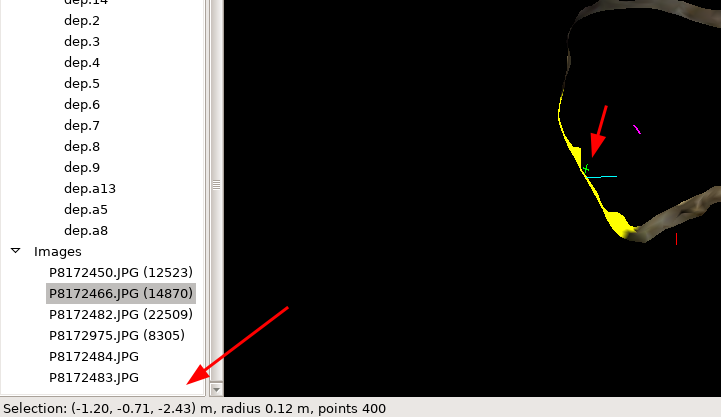 dep.14
dep.2
dep.3
dep.4
dep.5
dep.6
dep.7
dep.8
dep.9
dep.a13
dep.a5
dep.a8
Images
P8172450.JPG (12523)
P8172466.JPG (14870)
P8172482.JPG (22509)
P8172975.JPG (8305)
P8172484.JPG
P8172483.JPG
Selection: (-1.20, -0.71, -2.43) m, radius 0.12 m, points 400